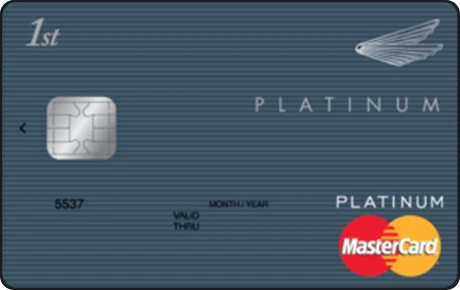 1st
PLATINUM
5537
MONTH / YEAR
VALID
THRU
PLATINUM
MasterCard